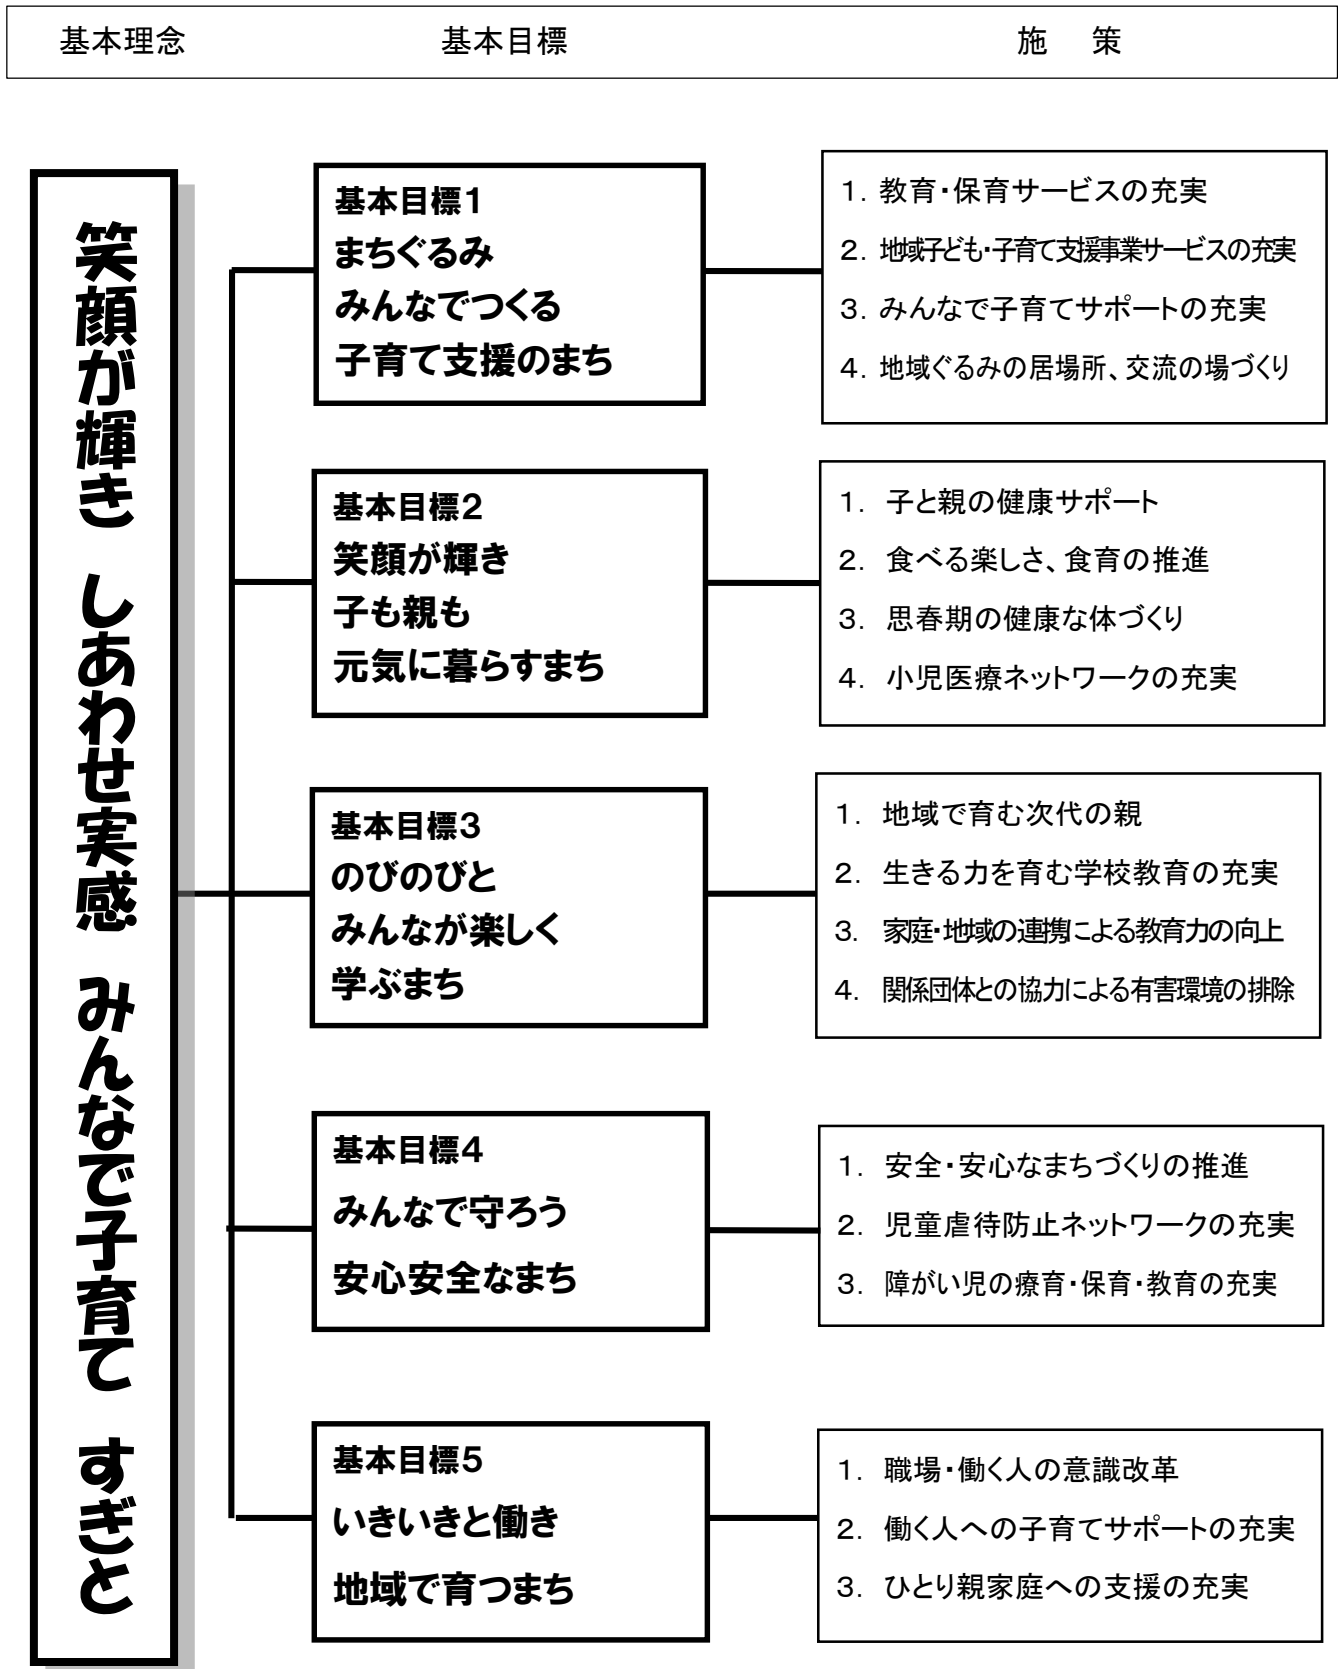 基本理念 基本目標 施 策
笑顔が輝き しあわせ実感 みんなで子育て すぎと
基本目標1
まちぐるみ
みんなでつくる
子育て支援のまち
1. 教育・保育サービスの充実
2. 地域子ども・子育て支援事業サービスの充実
3. みんなで子育てサポートの充実
4. 地域ぐるみの居場所、交流の場づくり
基本目標2
笑顔が輝き
子も親も
元気に暮らすまち
1. 子と親の健康サポート
2. 食べる楽しさ、食育の推進
3. 思春期の健康な体づくり
4. 小児医療ネットワークの充実
基本目標3
のびのびと
みんなが楽しく
学ぶまち
1. 地域で育む次代の親
2. 生きる力を育む学校教育の充実
3. 家庭・地域の連携による教育力の向上
4. 関係団体との協力による有害環境の排除
基本目標4
みんなで守ろう
安心安全なまち
1. 安全・安心なまちづくりの推進
2. 児童虐待防止ネットワークの充実
3. 障がい児の療育・保育・教育の充実
基本目標5
いきいきと働き
地域で育つまち
1. 職場・働く人の意識改革
2. 働く人への子育てサポートの充実
3. ひとり親家庭への支援の充実